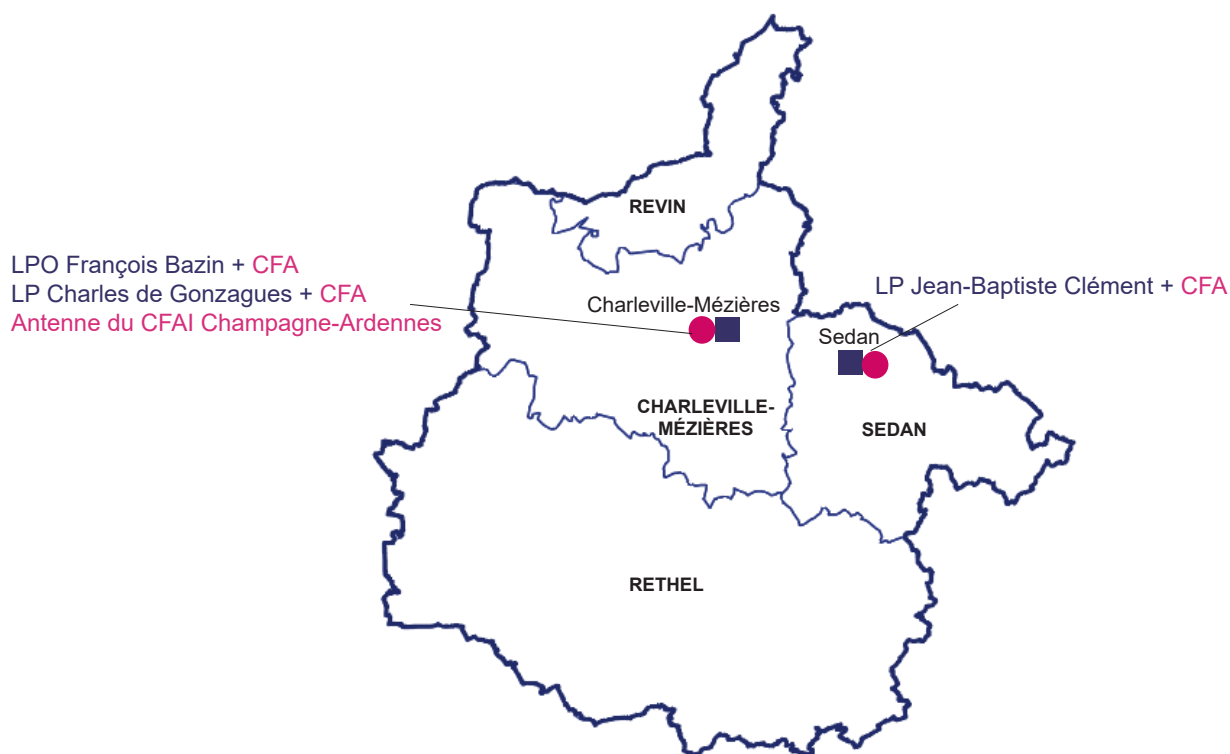 REVIN
LPO François Bazin + CFA
LP Charles de Gonzagues + CFA
Antenne du CFAI Champagne-Ardennes
LP Jean-Baptiste Clément + CFA
Charleville-Mézières
Sedan
CHARLEVILLE-
MÉZIÈRES
SEDAN
RETHEL